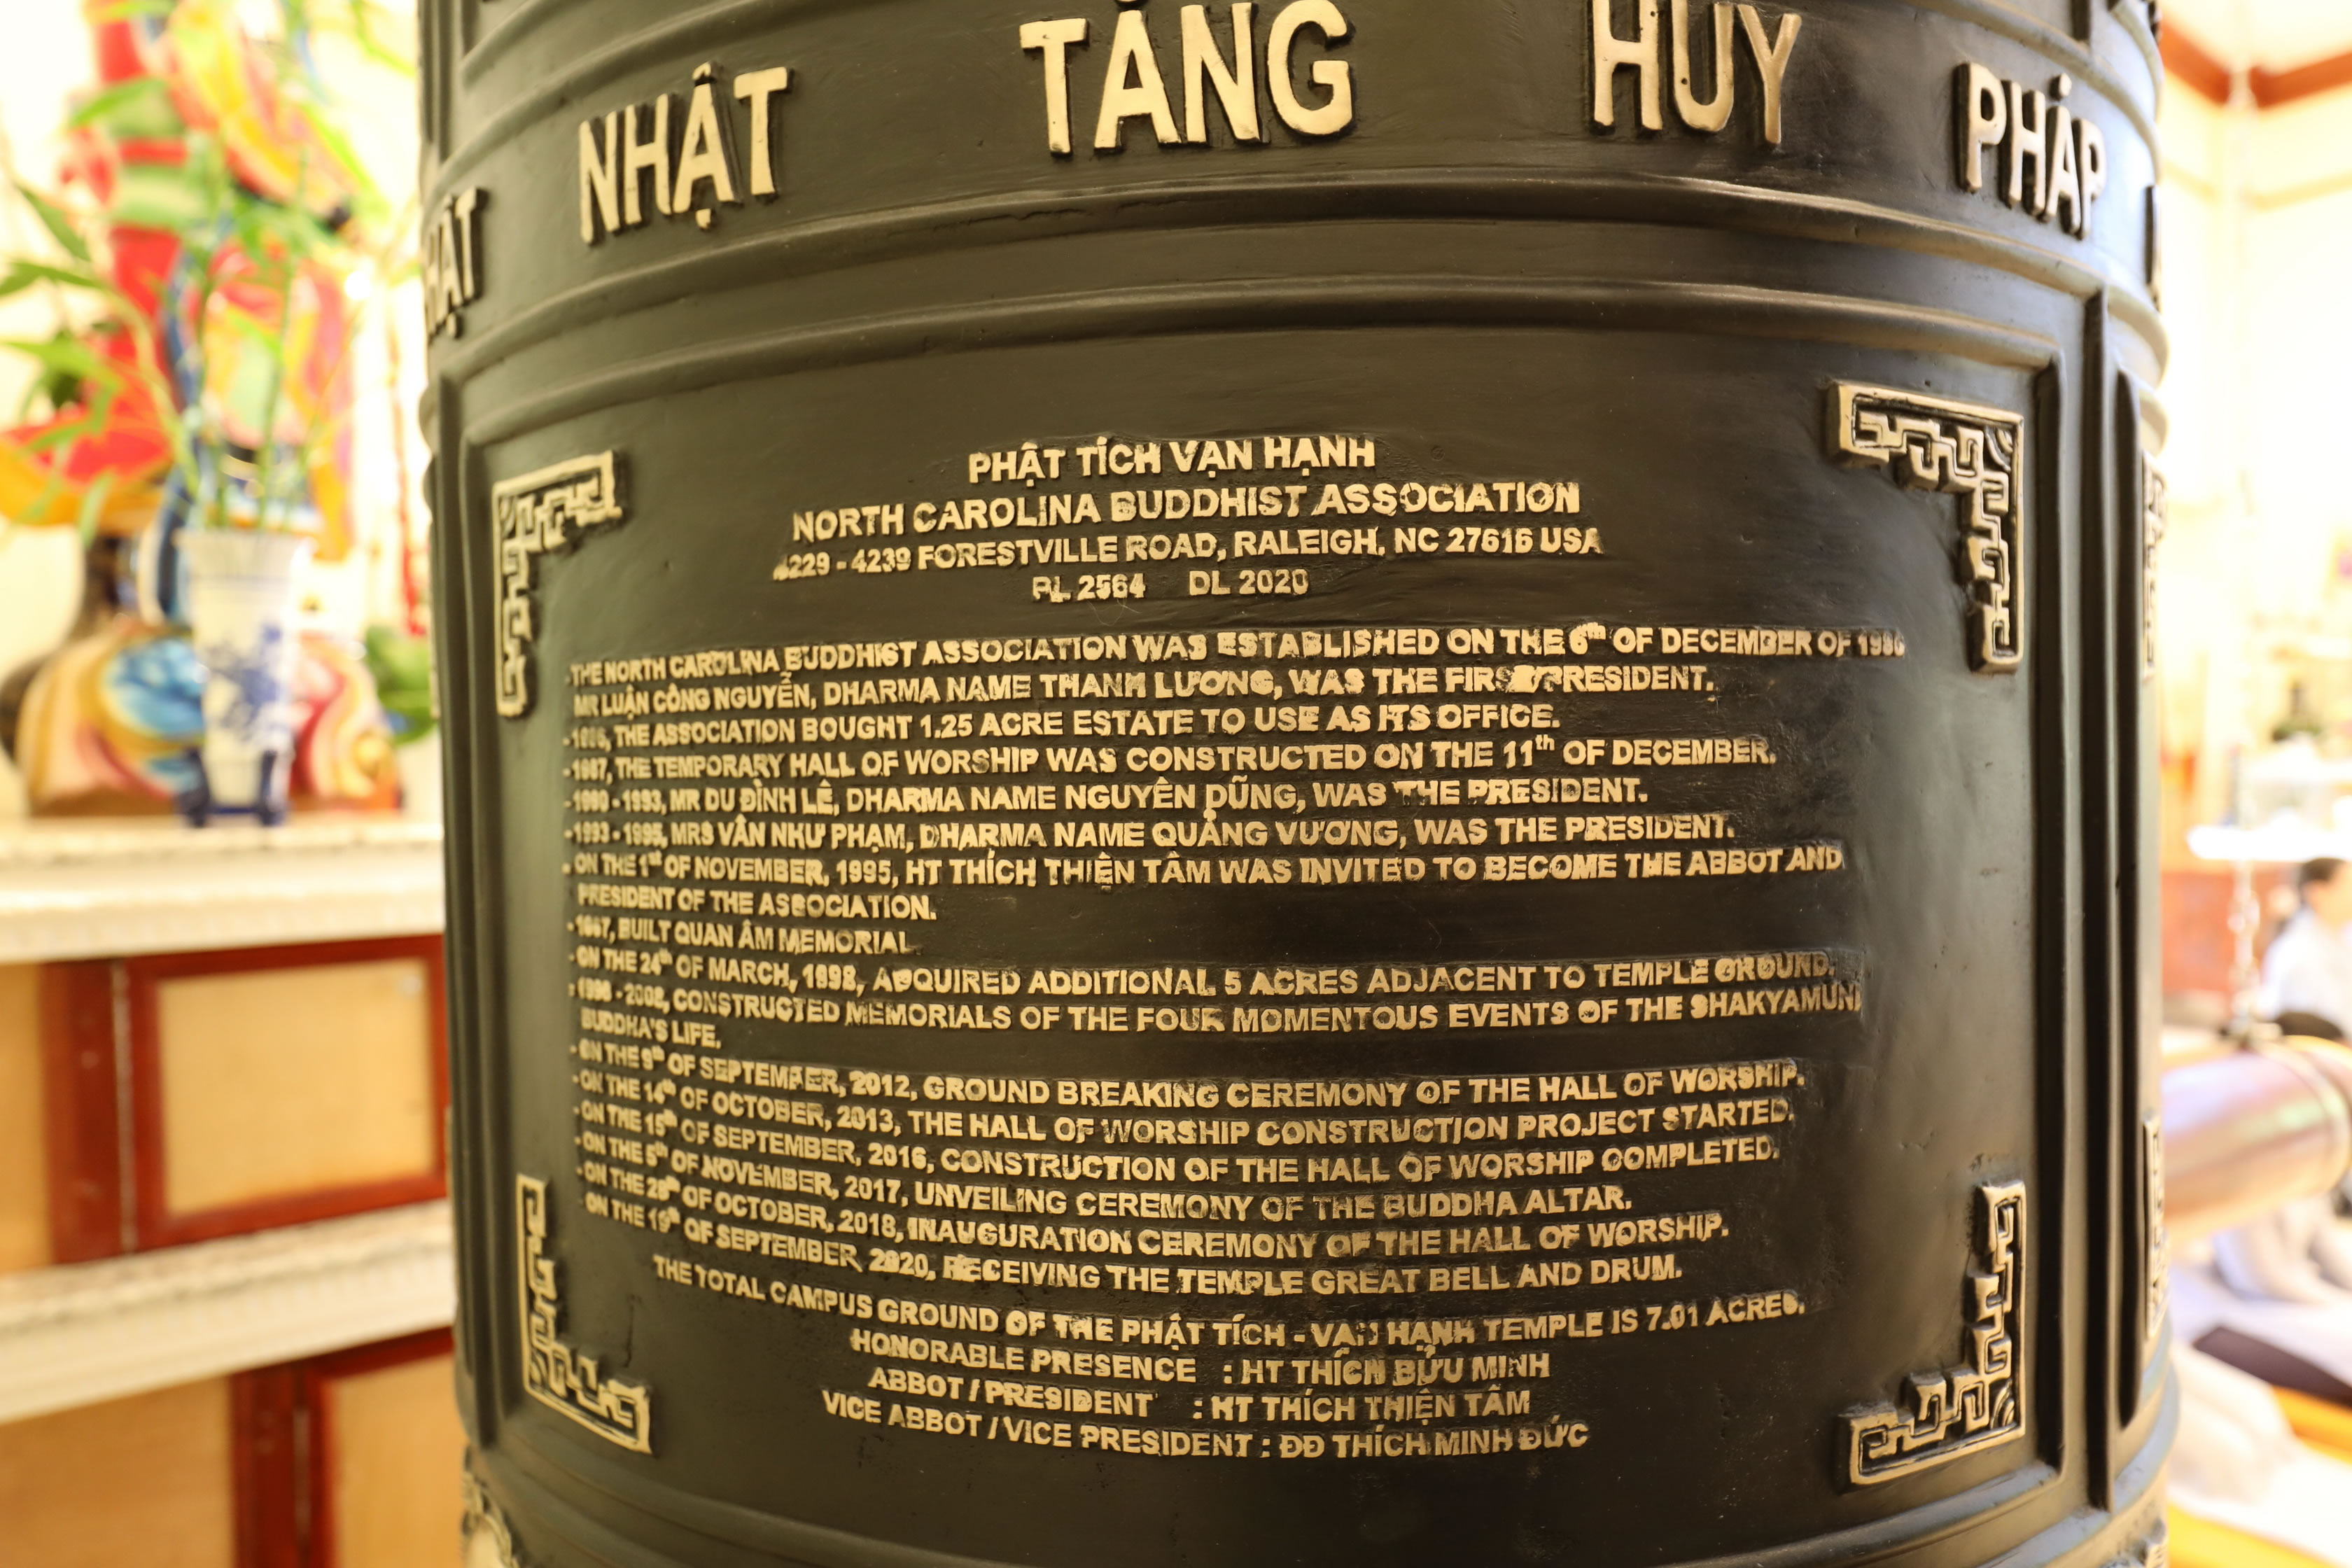 NHẬT TĂNG HUY PHÁP
PHẬT TÍCH VẠN HẠNH
NORTH CAROLINA BUDDHIST ASSOCIATION
4229 - 4239 FORESTVILLE ROAD, RALEIGH, NC 27616 USA
PL 2564 DL 2020
- THE NORTH CAROLINA BUDDHIST ASSOCIATION WAS ESTABLISHED ON THE 6th OF DECEMBER OF
MR LUẬN CÔNG NGUYỄN, DHARMA NAME THANH LƯƠNG, WAS THE FIRST PRESIDENT.
- THE ASSOCIATION BOUGHT 1.25 ACRE ESTATE TO USE AS ITS OFFICE.
- 1987, THE TEMPORARY HALL OF WORSHIP WAS CONSTRUCTED ON THE 11th OF DECEMBER.
- 1990 - 1993, MR DU ĐÌNH LÊ, DHARMA NAME NGUYÊN DŨNG, WAS THE PRESIDENT.
- 1993 - 1995, MRS VÂN NHƯ PHẠM, DHARMA NAME QUẢNG VƯƠNG, WAS THE PRESIDENT.
- ON THE 1st OF NOVEMBER, 1995, HT THÍCH THIỆN TÂM WAS INVITED TO BECOME THE ABBOT AND
PRESIDENT OF THE ASSOCIATION.
- 1997, BUILT QUAN ÂM MEMORIAL
- ON THE 24th OF MARCH, 1998, ACQUIRED ADDITIONAL 5 ACRES ADJACENT TO TEMPLE GROUND.
- 1998 - 2008, CONSTRUCTED MEMORIALS OF THE FOUR MOMENTOUS EVENTS OF THE SHAKYAMUNI
BUDDHA'S LIFE.
- ON THE 9th OF SEPTEMBER, 2012, GROUND BREAKING CEREMONY OF THE HALL OF WORSHIP.
- ON THE 14th OF OCTOBER, 2013, THE HALL OF WORSHIP CONSTRUCTION PROJECT STARTED.
- ON THE 15th OF SEPTEMBER, 2016, CONSTRUCTION OF THE HALL OF WORSHIP COMPLETED.
- ON THE 5th OF NOVEMBER, 2017, UNVEILING CEREMONY OF THE BUDDHA ALTAR.
- ON THE 28th OF OCTOBER, 2018, INAUGURATION CEREMONY OF THE HALL OF WORSHIP.
- ON THE 19th OF SEPTEMBER, 2020, RECEIVING THE TEMPLE GREAT BELL AND DRUM.
THE TOTAL CAMPUS GROUND OF THE PHẬT TÍCH - VẠN HẠNH TEMPLE IS 7.01 ACRES.
HONORABLE PRESENCE : HT THÍCH BỬU MINH
ABBOT / PRESIDENT : HT THÍCH THIỆN TÂM
VICE ABBOT / VICE PRESIDENT : ĐĐ THÍCH MINH ĐỨC